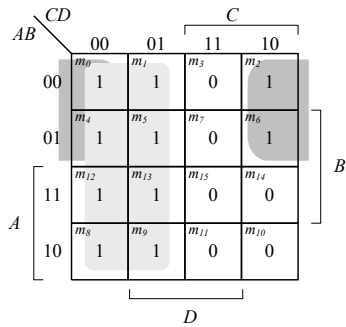 CD C
AB 00 01 11 10
m0 m1 m3 m2
00 1 1 0 1
m4 m5 m7 m6
01 1 1 0 1
B
m12 m13 m15 m14
11 1 1 0 0
A
m8 m9 m11 m10
10 1 1 0 0
D